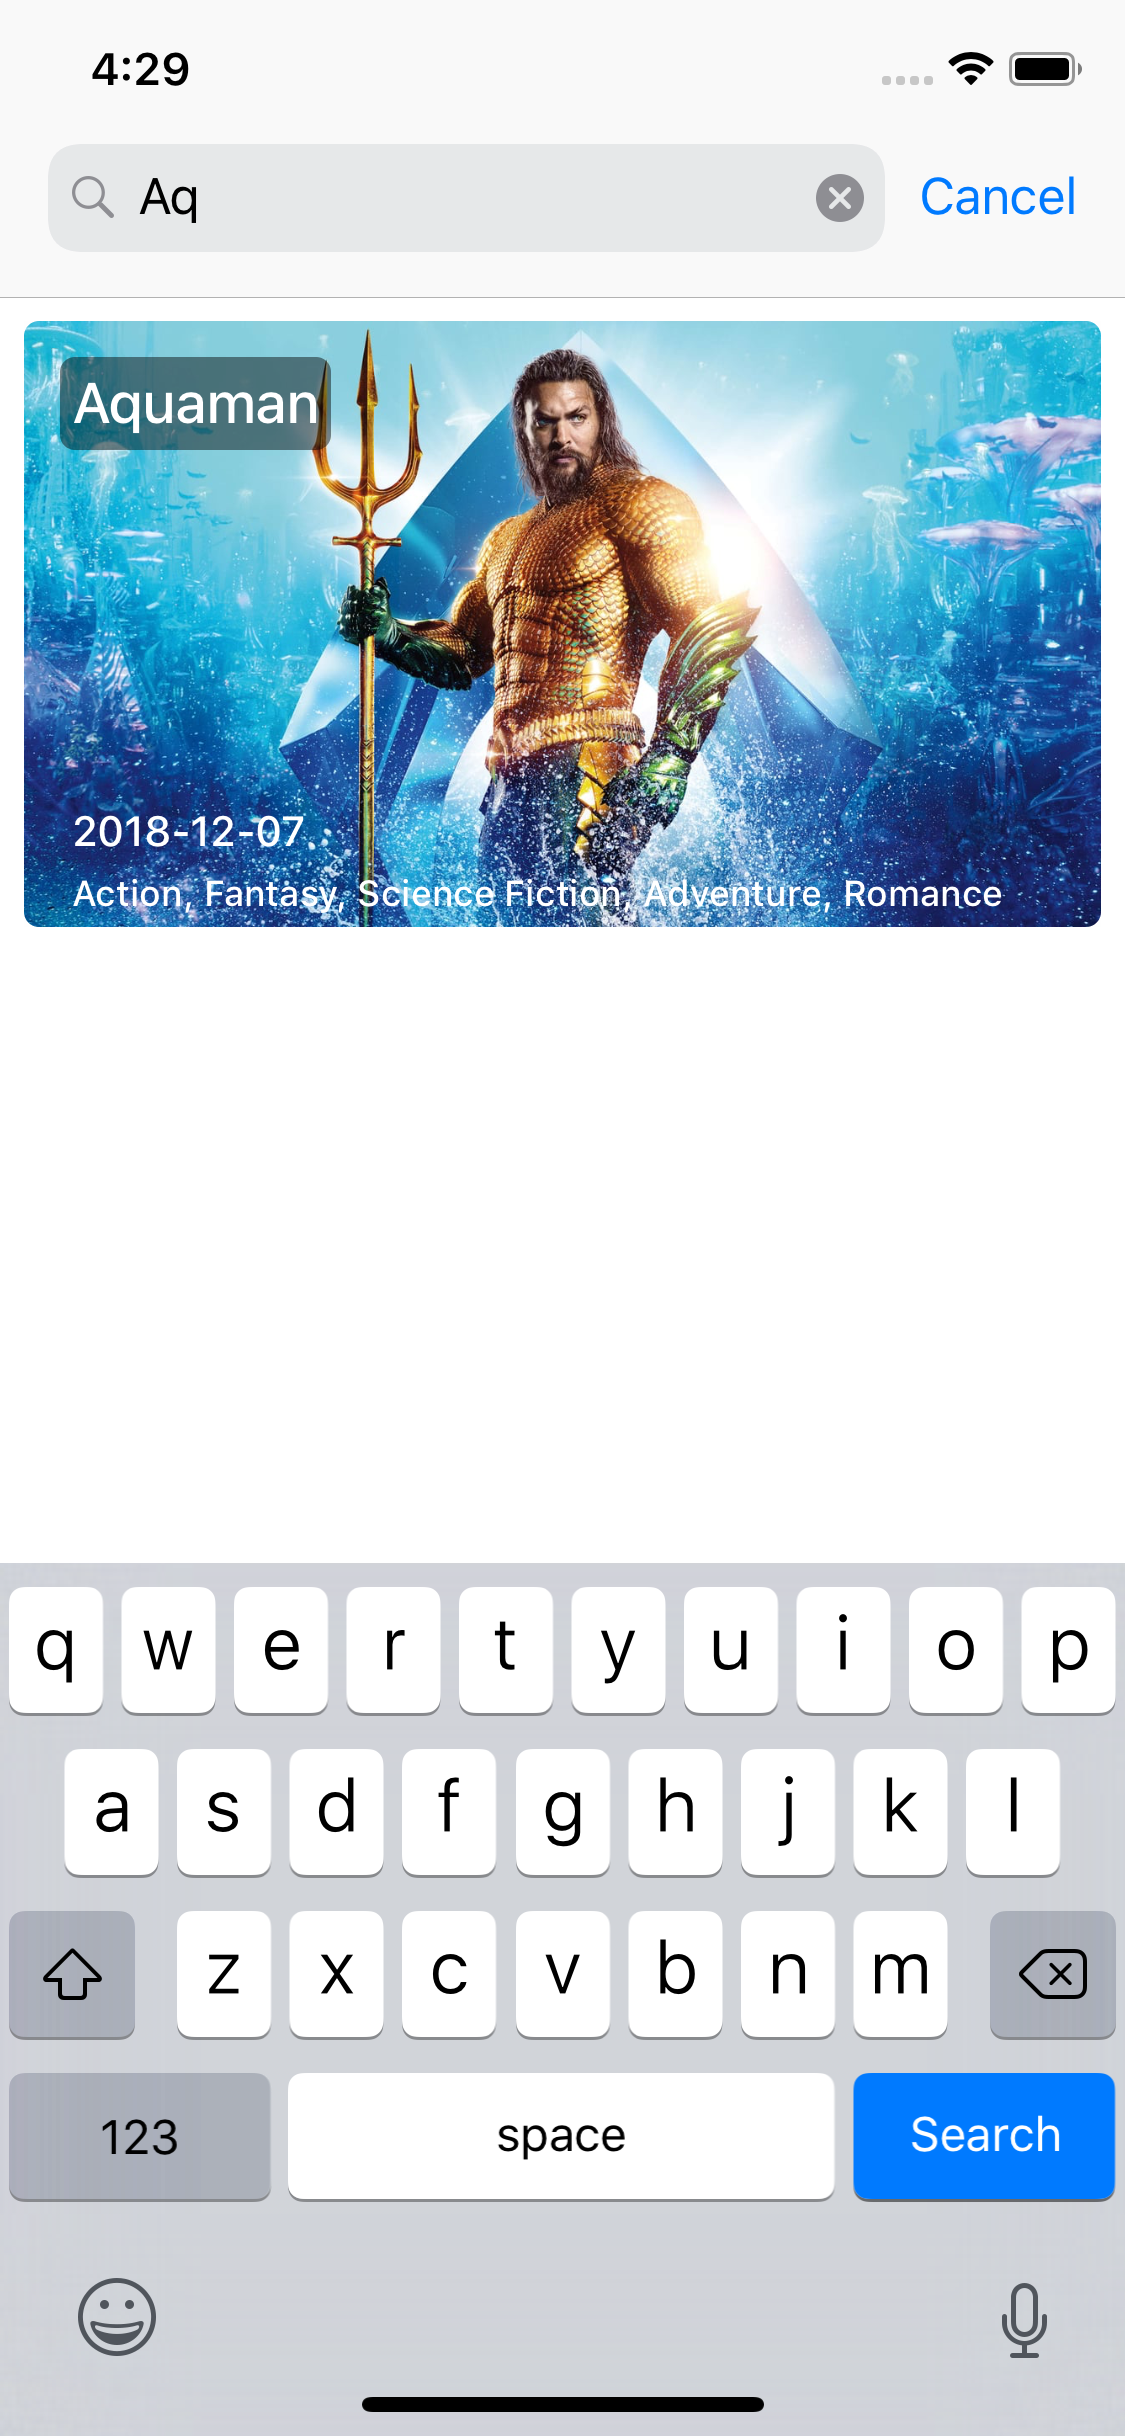 4:29
Aq
Cancel
Aquaman
2018-12-07
Action, Fantasy, Science Fiction, Adventure, Romance
q w e r t y u i o p
a s d f g h j k l
z x c v b n m
123 space Search